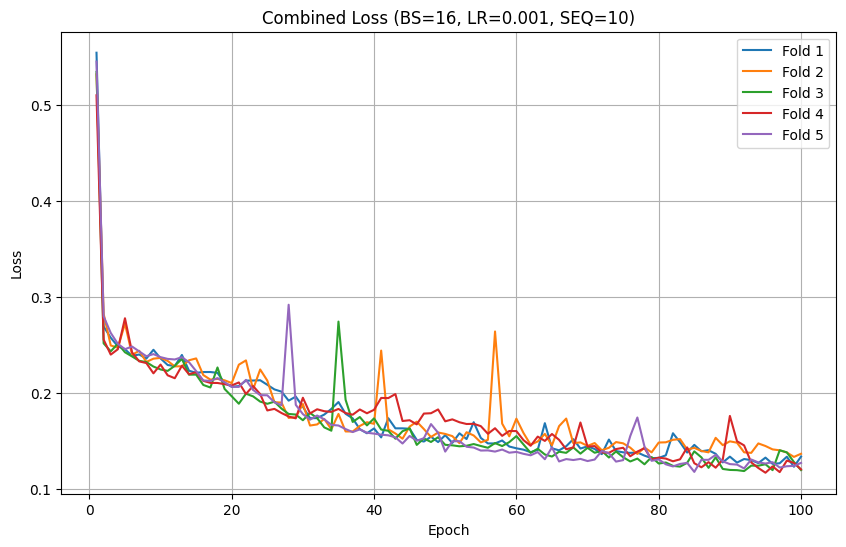 Combined Loss (BS=16, LR=0.001, SEQ=10)
Fold 1
Fold 2
Fold 3
Fold 4
Fold 5
Loss
0.5
0.4
0.3
0.2
0.1
0 20 40 60 80 100
Epoch